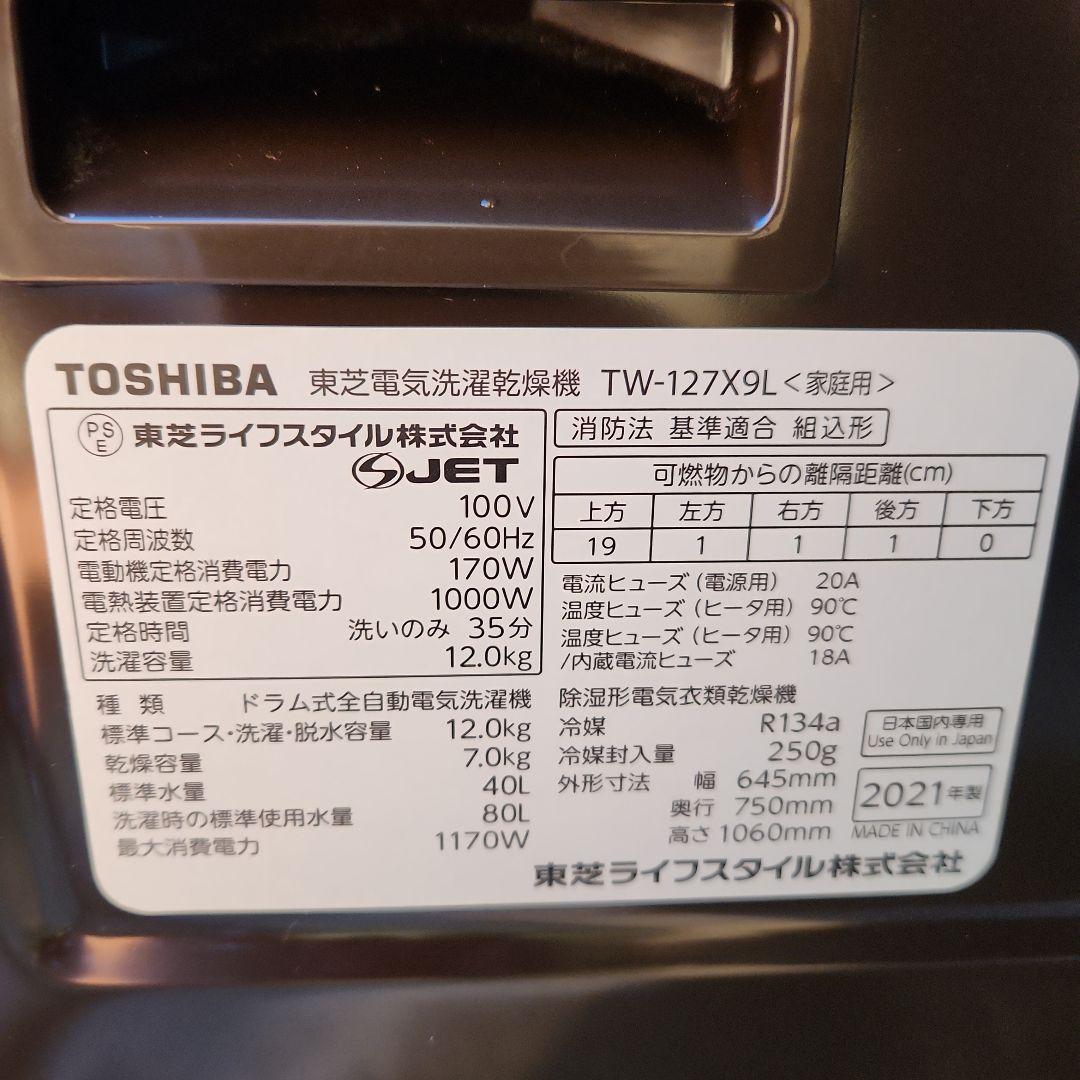 TOSHIBA 東芝電気洗濯乾燥機 TW-127X9L<家庭用>
PSE 東芝ライフスタイル株式会社
SJET
定格電圧 100V
定格周波数 50/60Hz
電動機定格消費電力 170W
電熱装置定格消費電力 1000W
定格時間 洗いのみ 35分
洗濯容量 12.0kg
種類 ドラム式全自動電気洗濯機
標準コース・洗濯・脱水容量 12.0kg
乾燥容量 7.0kg
標準水量 40L
洗濯時の標準使用水量 80L
最大消費電力 1170W
消防法 基準適合 組込形
可燃物からの離隔距離(cm)
上方 左方 右方 後方 下方
19 1 1 1 0
電流ヒューズ(電源用) 20A
温度ヒューズ(ヒータ用) 90℃
温度ヒューズ(ヒータ用) 90℃
/内蔵電流ヒューズ 18A
除湿形電気衣類乾燥機
冷媒 R134a
冷媒封入量 250g
外形寸法 幅 645mm
奥行 750mm
高さ 1060mm
日本国内専用
Use Only in Japan
2021年製
MADE IN CHINA
東芝ライフスタイル株式会社